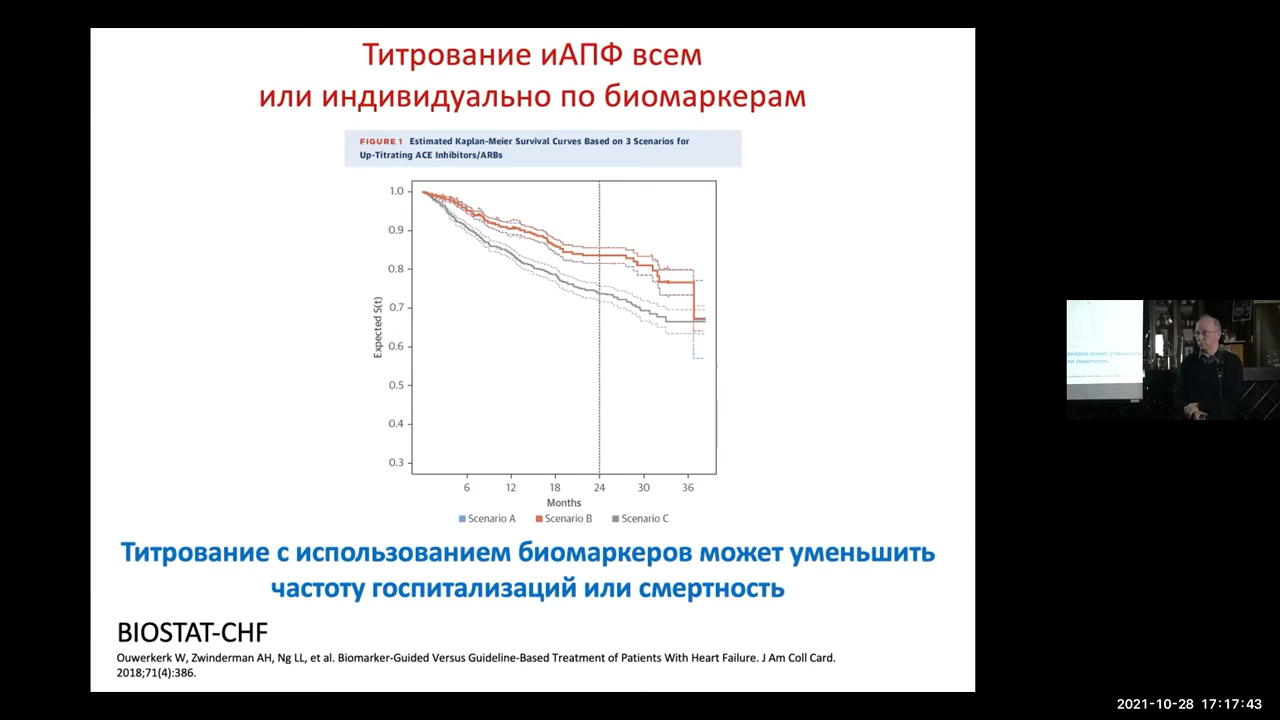 Титрование иАПФ всем
или индивидуально по биомаркерам
FIGURE 1 Estimated Kaplan-Meier Survival Curves Based on 3 Scenarios for
Up-Titrating ACE Inhibitors/ARBs
Expected S(t)
1.0
0.9
0.8
0.7
0.6
0.5
0.4
0.3
6 12 18 24 30 36
Months
Scenario A Scenario B Scenario C
Титрование с использованием биомаркеров может уменьшить
частоту госпитализаций или смертность
BIOSTAT-CHF
Ouwerkerk W, Zwinderman AH, Ng LL, et al. Biomarker-Guided Versus Guideline-Based Treatment of Patients With Heart Failure. J Am Coll Card.
2018;71(4):386.
2021-10-28 17:17:43